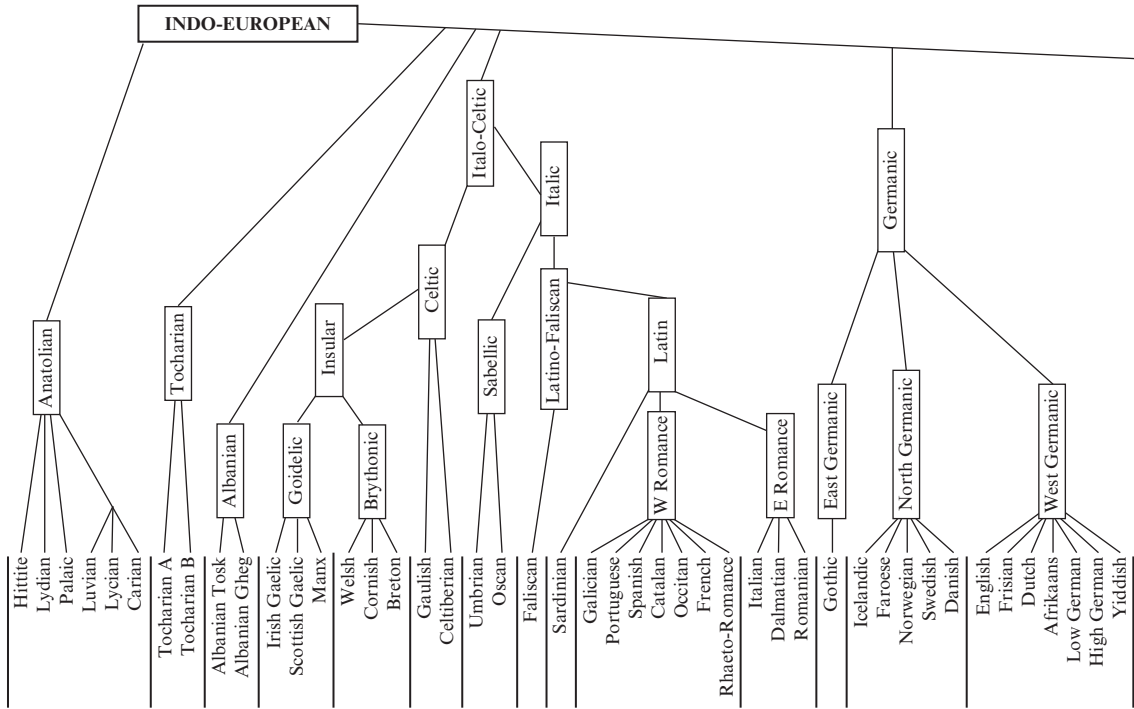 INDO-EUROPEAN
Italo-Celtic
Italic
Germanic
Celtic
Latino-Faliscan
Latin
Insular
Tocharian
Anatolian
Sabellic
East Germanic
North Germanic
West Germanic
W Romance
E Romance
Albanian
Goidelic
Brythonic
Hittite
Lydian
Palaic
Luvian
Lycian
Carian
Tocharian A
Tocharian B
Albanian Tosk
Albanian Gheg
Irish Gaelic
Scottish Gaelic
Manx
Welsh
Cornish
Breton
Gaulish
Celtiberian
Umbrian
Oscan
Faliscan
Sardinian
Galician
Portuguese
Spanish
Catalan
Occitan
French
Rhaeto-Romance
Italian
Dalmatian
Romanian
Gothic
Icelandic
Faroese
Norwegian
Swedish
Danish
English
Frisian
Dutch
Afrikaans
Low German
High German
Yiddish